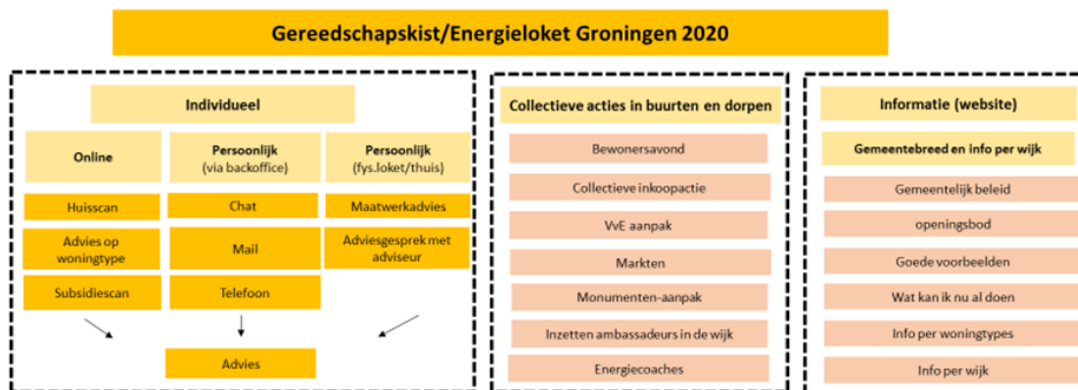 Gereedschapskist/Energieloket Groningen 2020
Individueel
Online
Huisscan
Advies op
woningtype
Subsidiescan
Persoonlijk
(via backoffice)
Chat
Mail
Telefoon
Persoonlijk
(fys.loket/thuis)
Maatwerkadvies
Adviesgesprek met
adviseur
Advies
Collectieve acties in buurten en dorpen
Bewonersavond
Collectieve inkoopactie
VvE aanpak
Markten
Monumenten-aanpak
Inzetten ambassadeurs in de wijk
Energiecoaches
Informatie (website)
Gemeentebreed en info per wijk
Gemeentelijk beleid
openingsbod
Goede voorbeelden
Wat kan ik nu al doen
Info per woningtypes
Info per wijk